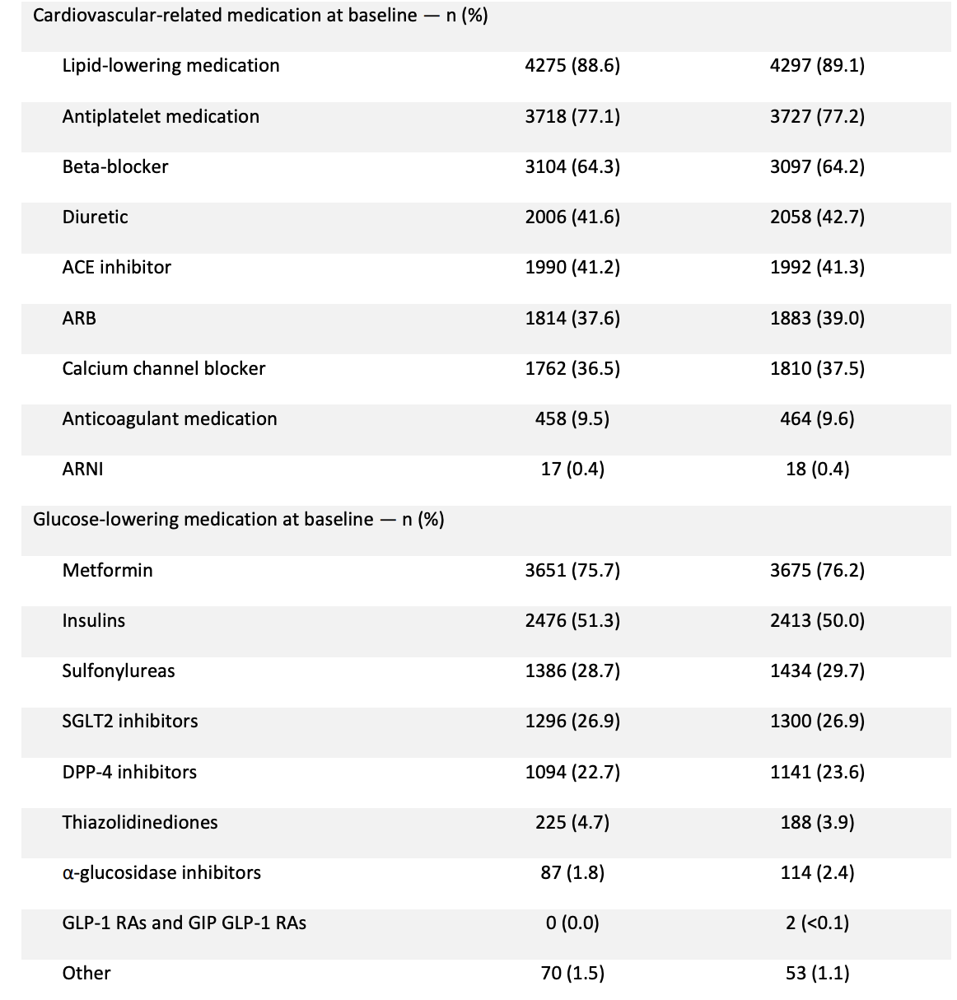 Cardiovascular-related medication at baseline — n (%)
Lipid-lowering medication 4275 (88.6) 4297 (89.1)
Antiplatelet medication 3718 (77.1) 3727 (77.2)
Beta-blocker 3104 (64.3) 3097 (64.2)
Diuretic 2006 (41.6) 2058 (42.7)
ACE inhibitor 1990 (41.2) 1992 (41.3)
ARB 1814 (37.6) 1883 (39.0)
Calcium channel blocker 1762 (36.5) 1810 (37.5)
Anticoagulant medication 458 (9.5) 464 (9.6)
ARNI 17 (0.4) 18 (0.4)
Glucose-lowering medication at baseline — n (%)
Metformin 3651 (75.7) 3675 (76.2)
Insulins 2476 (51.3) 2413 (50.0)
Sulfonylureas 1386 (28.7) 1434 (29.7)
SGLT2 inhibitors 1296 (26.9) 1300 (26.9)
DPP-4 inhibitors 1094 (22.7) 1141 (23.6)
Thiazolidinediones 225 (4.7) 188 (3.9)
α-glucosidase inhibitors 87 (1.8) 114 (2.4)
GLP-1 RAs and GIP GLP-1 RAs 0 (0.0) 2 (<0.1)
Other 70 (1.5) 53 (1.1)